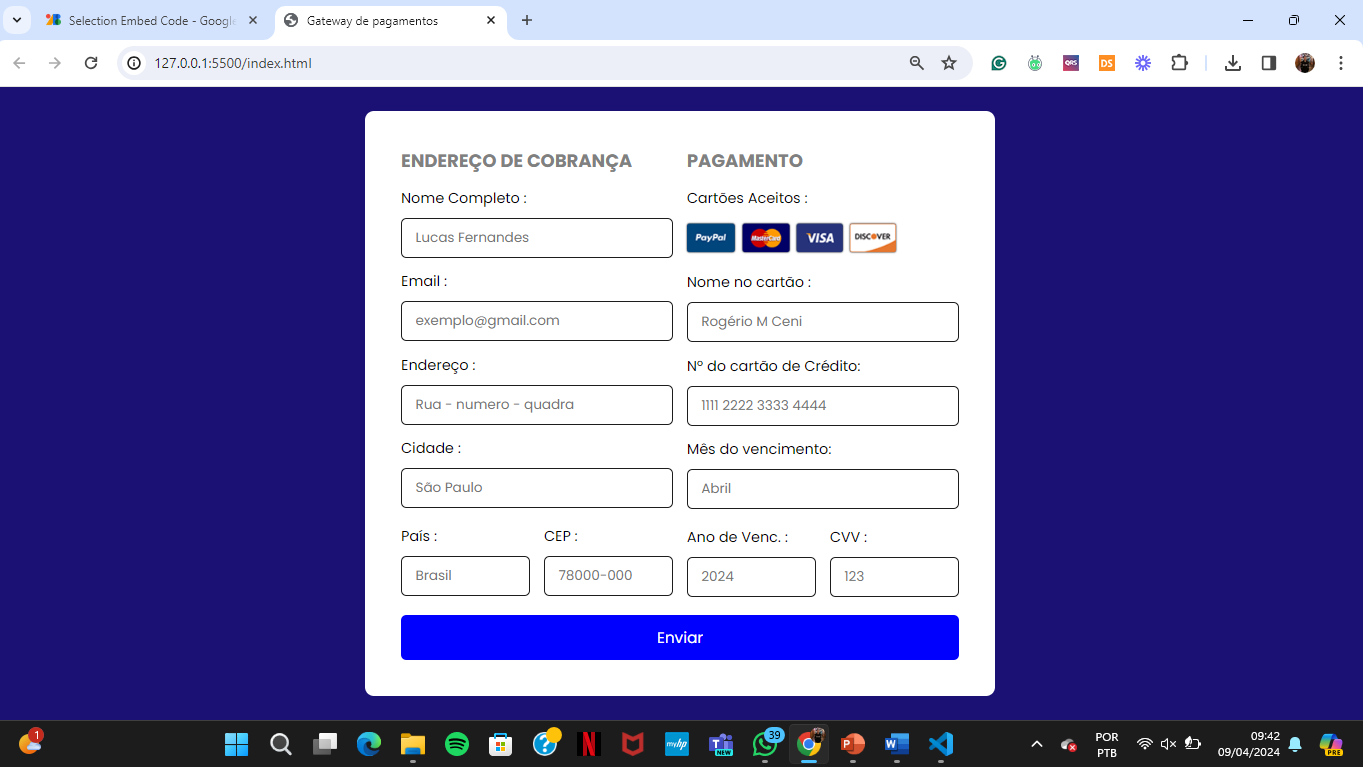 Selection Embed Code - Google
Gateway de pagamentos
127.0.0.1:5500/index.html
QRS
DS
ENDEREÇO DE COBRANÇA
Nome Completo :
Lucas Fernandes
Email :
exemplo@gmail.com
Endereço :
Rua - numero - quadra
Cidade :
São Paulo
País :
CEP :
Brasil
78000-000
PAGAMENTO
Cartões Aceitos :
PayPal
MasterCard
VISA
DISCOVER
Nome no cartão :
Rogério M Ceni
Nº do cartão de Crédito:
1111 2222 3333 4444
Mês do vencimento:
Abril
Ano de Venc. :
CVV :
2024
123
Enviar
1
myhp
NEW
39
POR
PTB
09:42
09/04/2024
PRE